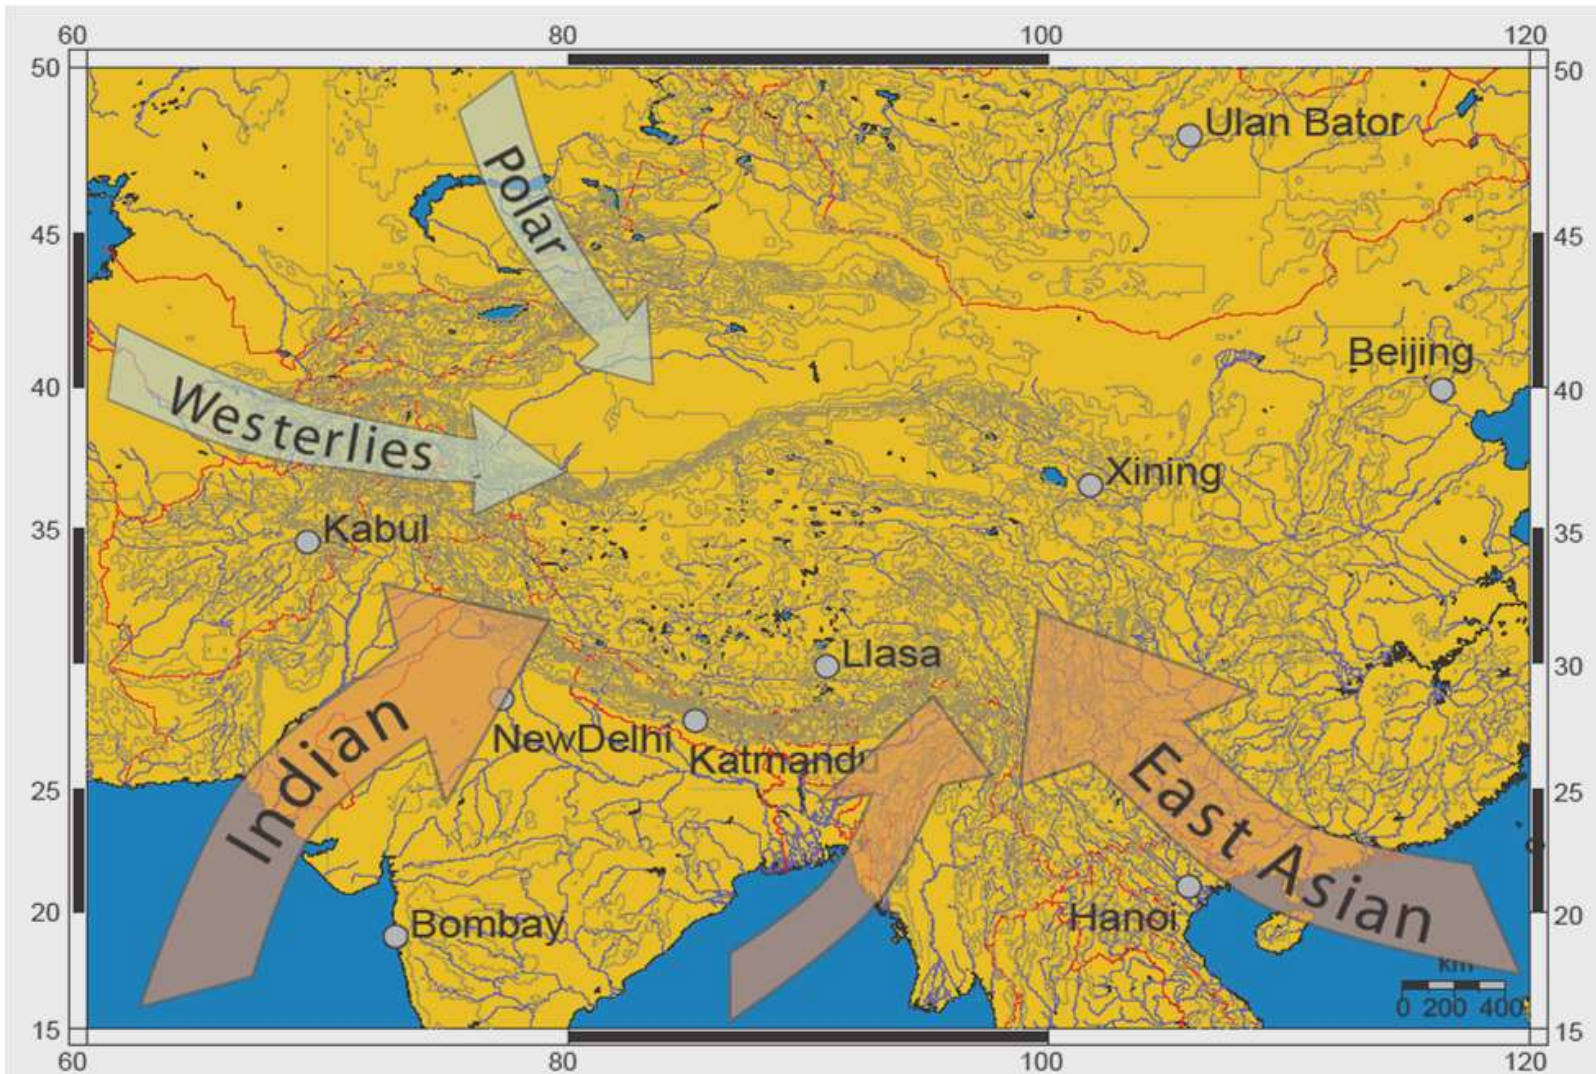 60 80 100 120
50 50
Ulan Bator
Polar
45 45
Beijing
40 40
Westerlies
Xining
35 Kabul 35
Llasa
30 30
Indian
NewDelhi
Katmandu
25 25
East Asian
20 20
Bombay
Hanoi
km
0 200 400
15 15
60 80 100 120